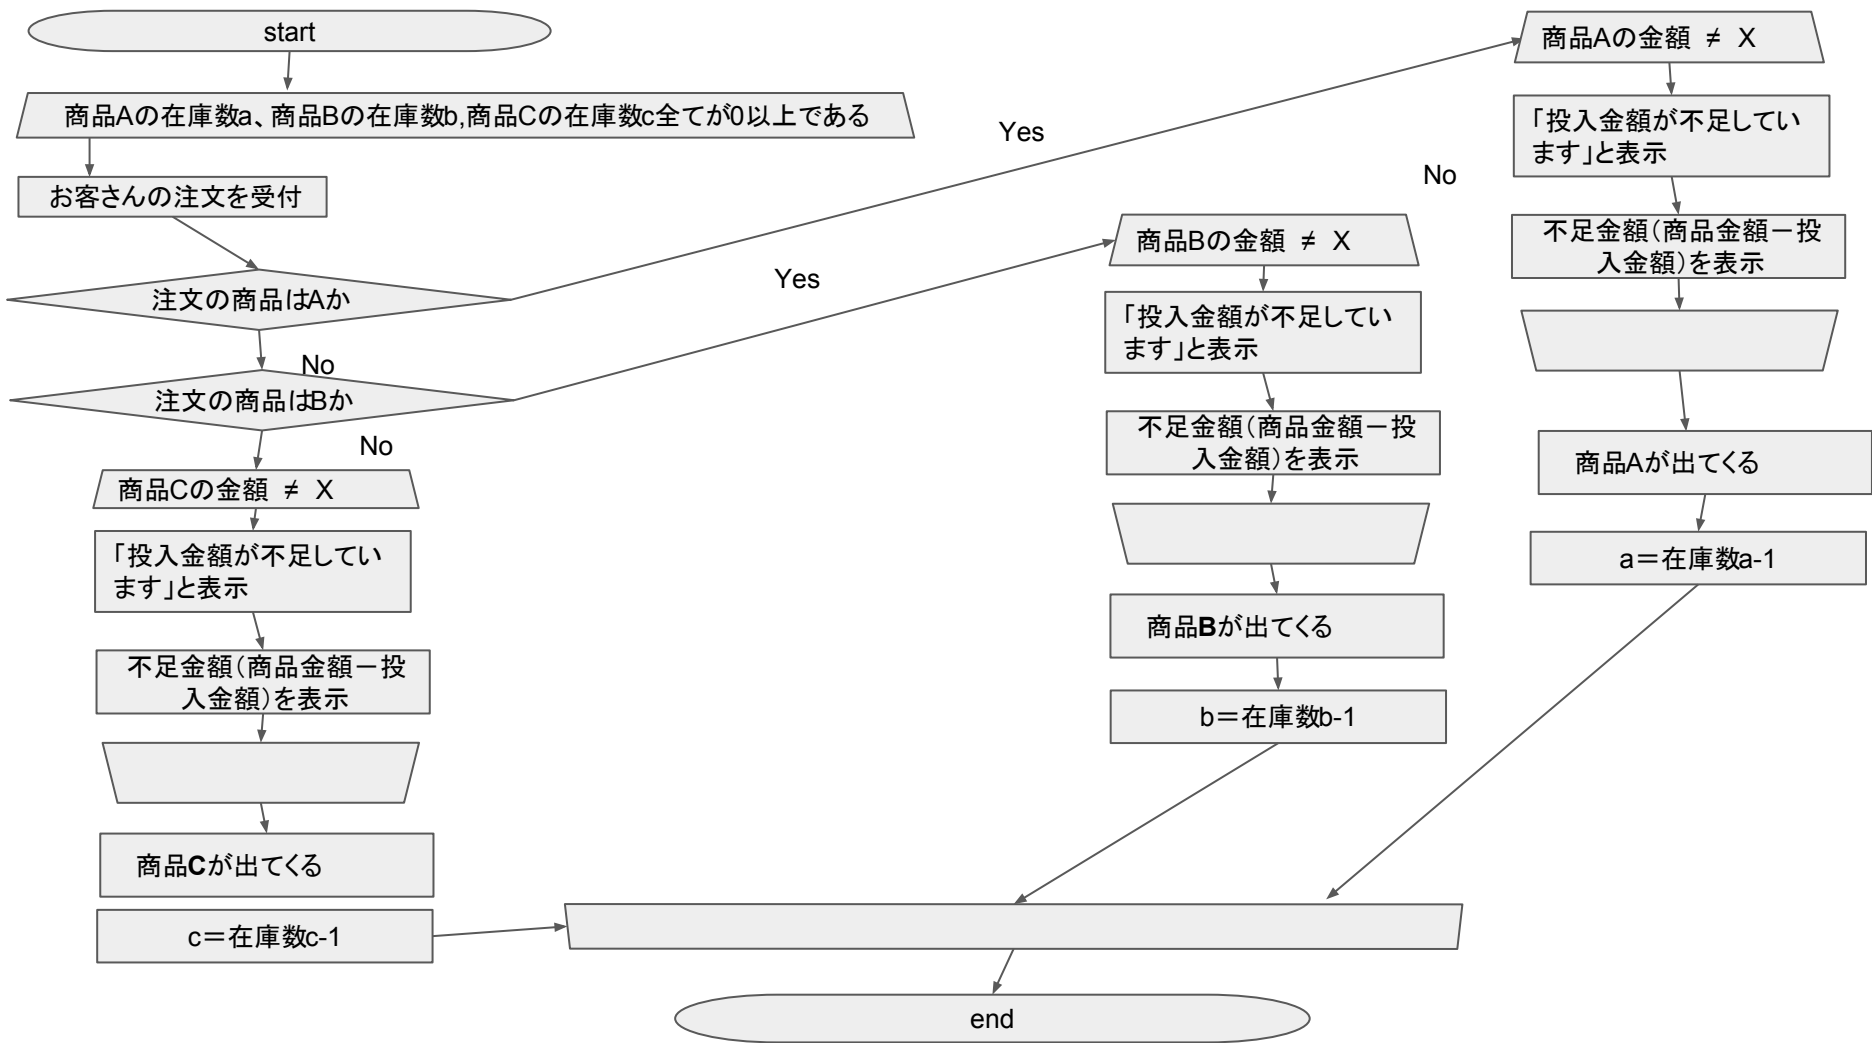 start
商品Aの在庫数a、商品Bの在庫数b,商品Cの在庫数c全てが0以上である
お客さんの注文を受付
注文の商品はAか
Yes
No
注文の商品はBか
Yes
No
商品Cの金額 ≠ X
「投入金額が不足してい
ます」と表示
不足金額(商品金額－投
入金額)を表示
商品Cが出てくる
c＝在庫数c-1
商品Bの金額 ≠ X
「投入金額が不足してい
ます」と表示
不足金額(商品金額－投
入金額)を表示
商品Bが出てくる
b＝在庫数b-1
No
商品Aの金額 ≠ X
「投入金額が不足してい
ます」と表示
不足金額(商品金額－投
入金額)を表示
商品Aが出てくる
a＝在庫数a-1
end